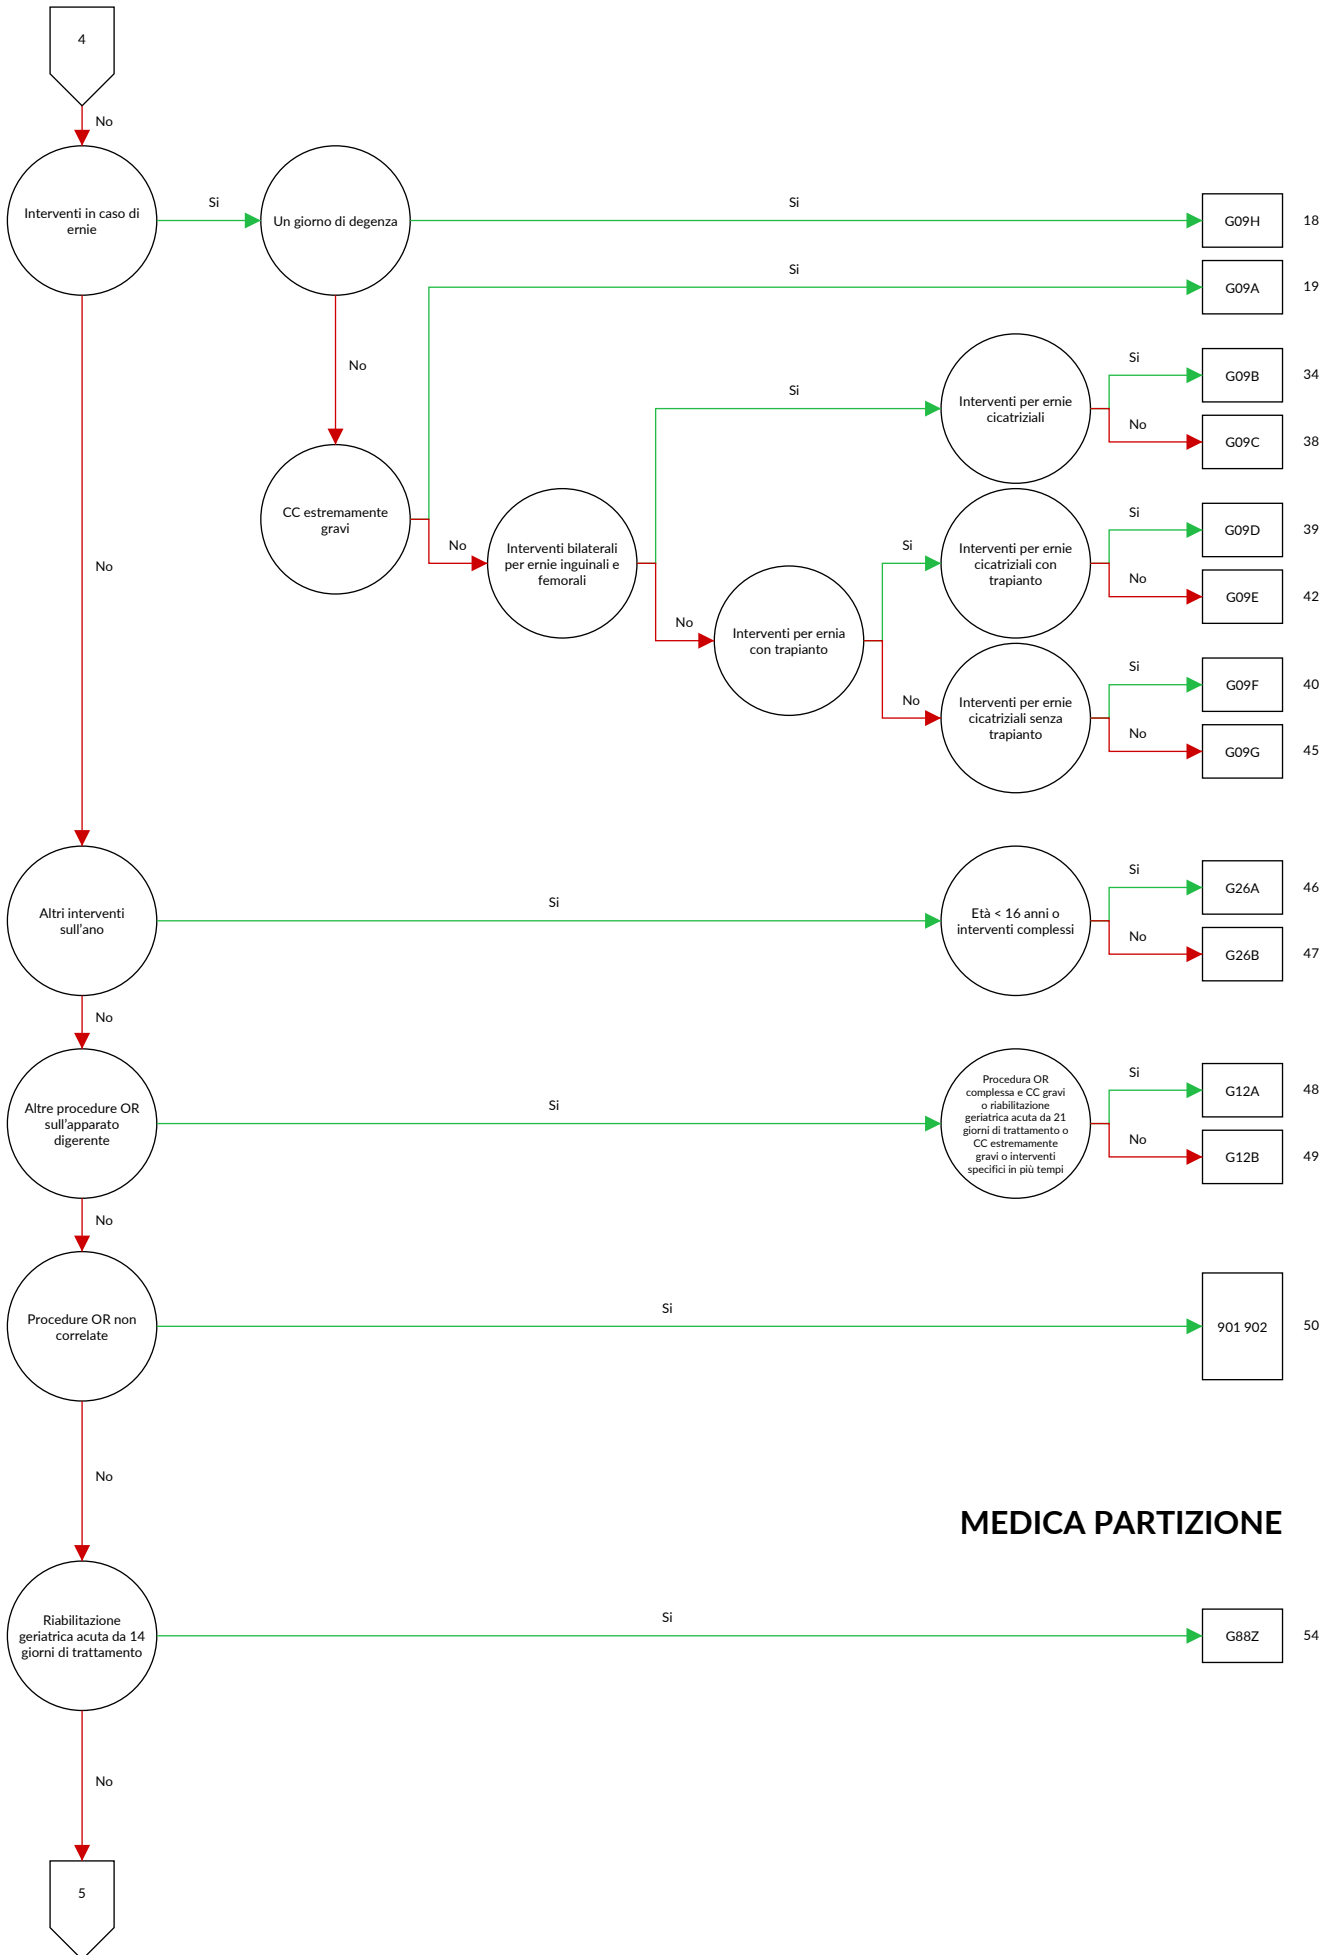 4
No
Interventi in caso di
ernie
Si
Un giorno di degenza
Si
G09H
18
Si
G09A
19
No
CC estremamente
gravi
No
Interventi bilaterali
per ernie inguinali e
femorali
Si
Interventi per ernie
cicatriziali
Si
G09B
34
No
G09C
38
No
Interventi per ernia
con trapianto
Si
Interventi per ernie
cicatriziali con
trapianto
Si
G09D
39
No
G09E
42
No
Interventi per ernie
cicatriziali senza
trapianto
Si
G09F
40
No
G09G
45
No
Altri interventi
sull'ano
Si
Età < 16 anni o
interventi complessi
Si
G26A
46
No
G26B
47
No
Altre procedure OR
sull'apparato
digerente
Si
Procedura OR
complessa e CC gravi
o riabilitazione
geriatrica acuta da 21
giorni di trattamento o
CC estremamente
gravi o interventi
specifici in più tempi
Si
G12A
48
No
G12B
49
No
Procedure OR non
correlate
Si
901 902
50
No
MEDICA PARTIZIONE
Riabilitazione
geriatrica acuta da 14
giorni di trattamento
Si
G88Z
54
No
5